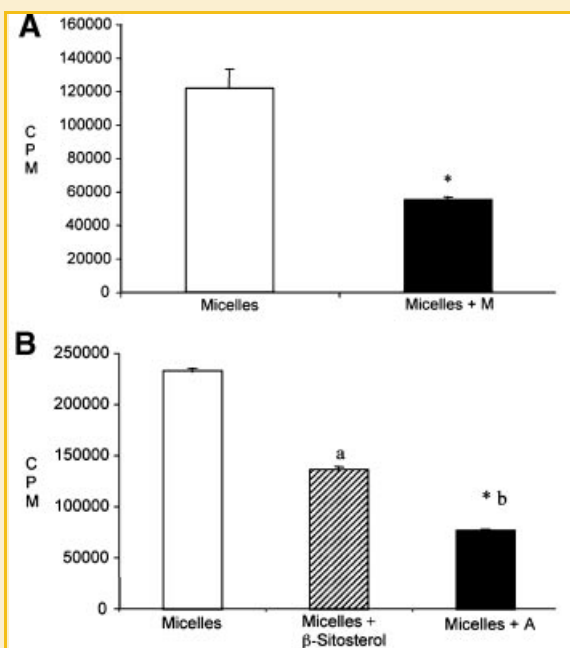 A
160000
140000
120000
100000
80000
60000
40000
20000
0
C
P
M
*
Micelles
Micelles + M
B
250000
200000
150000
100000
50000
0
C
P
M
a
* b
Micelles
Micelles +
β-Sitosterol
Micelles + A